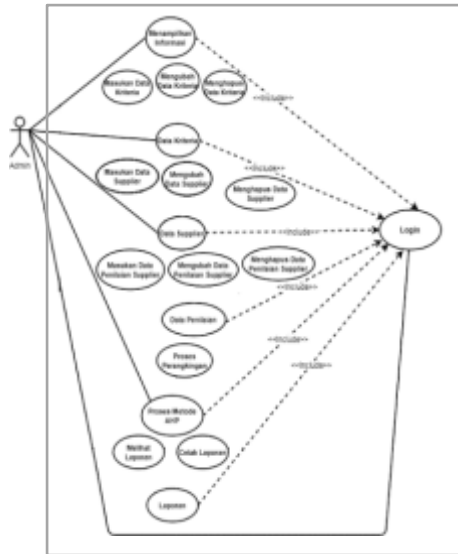 Menampilkan
Informasi
Masukan Data
Kriteria
Mengubah
Data Kriteria
Menghapus
Data Kriteria
<<Include>>
Admin
Data Kriteria
<<Include>>
Masukan Data
Supplier
Mengubah
Data Supplier
Menghapus Data
Supplier
Data Supplier
<<Include>>
Login
Masukan Data
Penilaian Supplier
Mengubah Data
Penilaian Supplier
Menghapus Data
Penilaian Supplier
<<Include>>
Data Penilaian
<<Include>>
Proses
Perangkingan
<<Include>>
Proses Metode
AHP
Melihat
Laporan
Cetak Laporan
Laporan